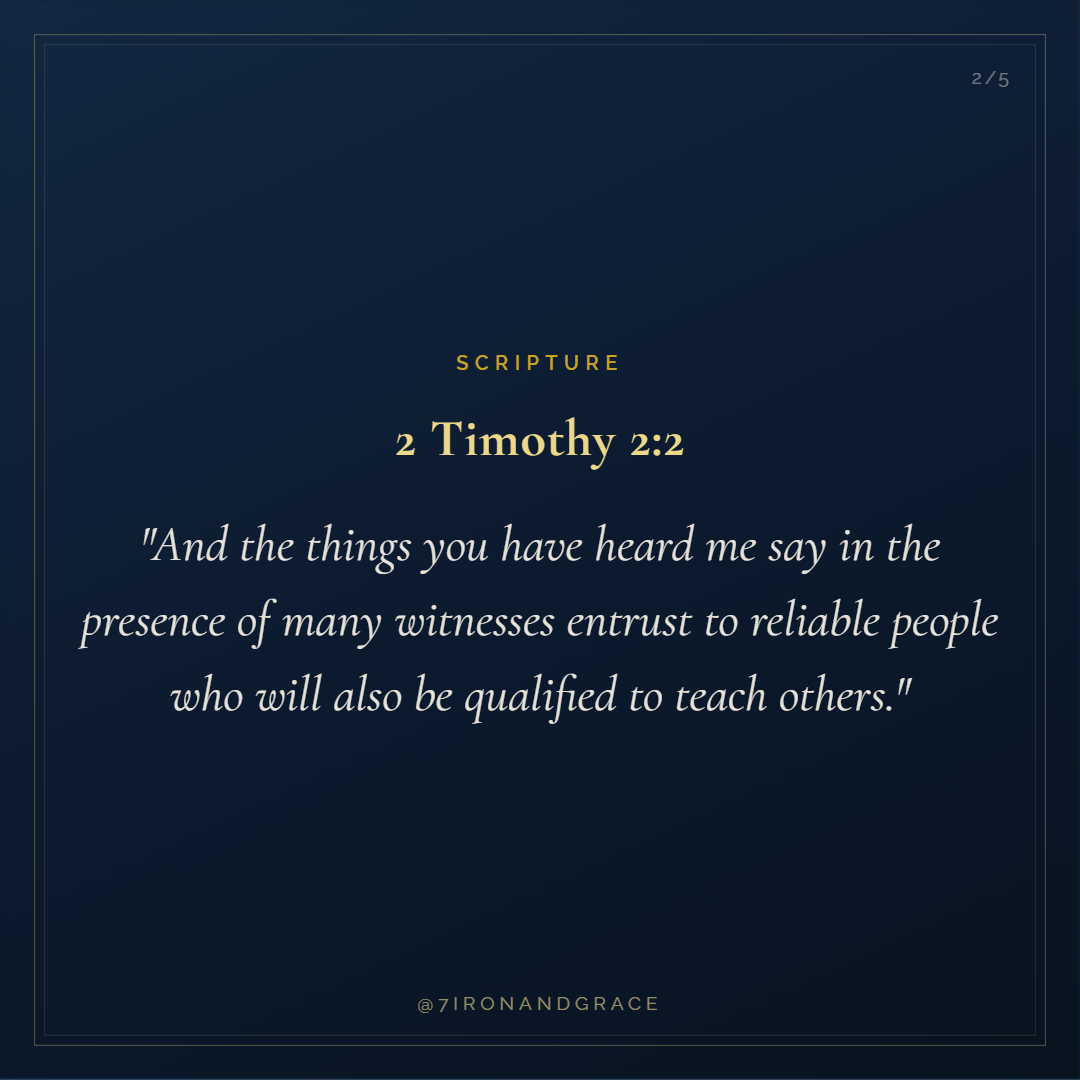 2/5
SCRIPTURE
2 Timothy 2:2
"And the things you have heard me say in the
presence of many witnesses entrust to reliable people
who will also be qualified to teach others."
@7IRONANDGRACE